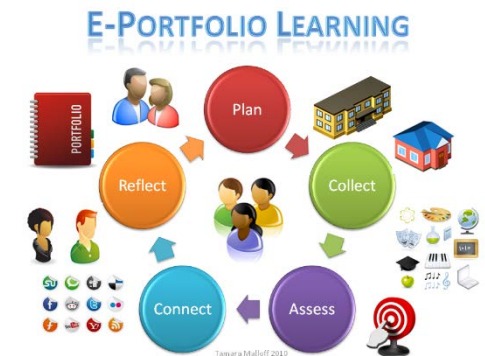 E-PORTFOLIO LEARNING
PORTFOLIO
Plan
Reflect
Collect
Connect
Assess
Tamara Malloff 2010